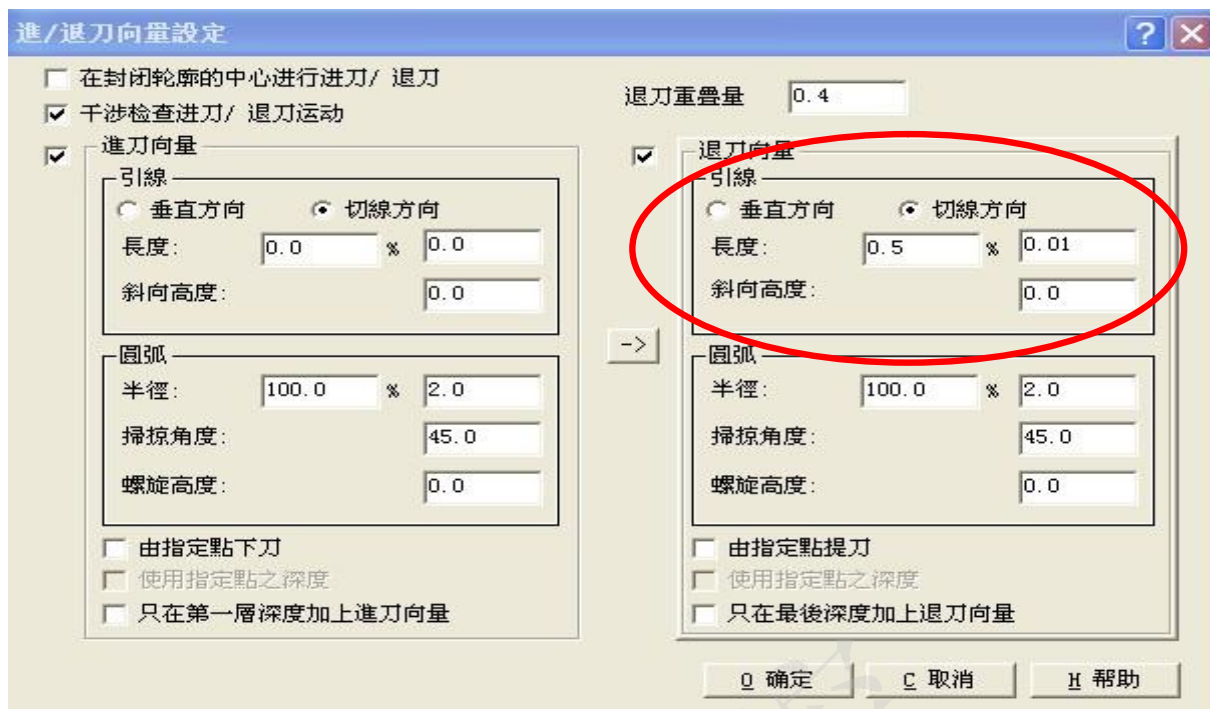 進/退刀向量設定
在封闭轮廓的中心进行进刀/ 退刀
干涉检查进刀/ 退刀运动
退刀重疊量 0.4
進刀向量
引線
垂直方向 切線方向
長度: 0.0 % 0.0
斜向高度: 0.0
圓弧
半徑: 100.0 % 2.0
掃掠角度: 45.0
螺旋高度: 0.0
由指定點下刀
使用指定點之深度
只在第一層深度加上進刀向量
->
退刀向量
引線
垂直方向 切線方向
長度: 0.5 % 0.01
斜向高度: 0.0
圓弧
半徑: 100.0 % 2.0
掃掠角度: 45.0
螺旋高度: 0.0
由指定點提刀
使用指定點之深度
只在最後深度加上退刀向量
O 确定 C 取消 H 帮助